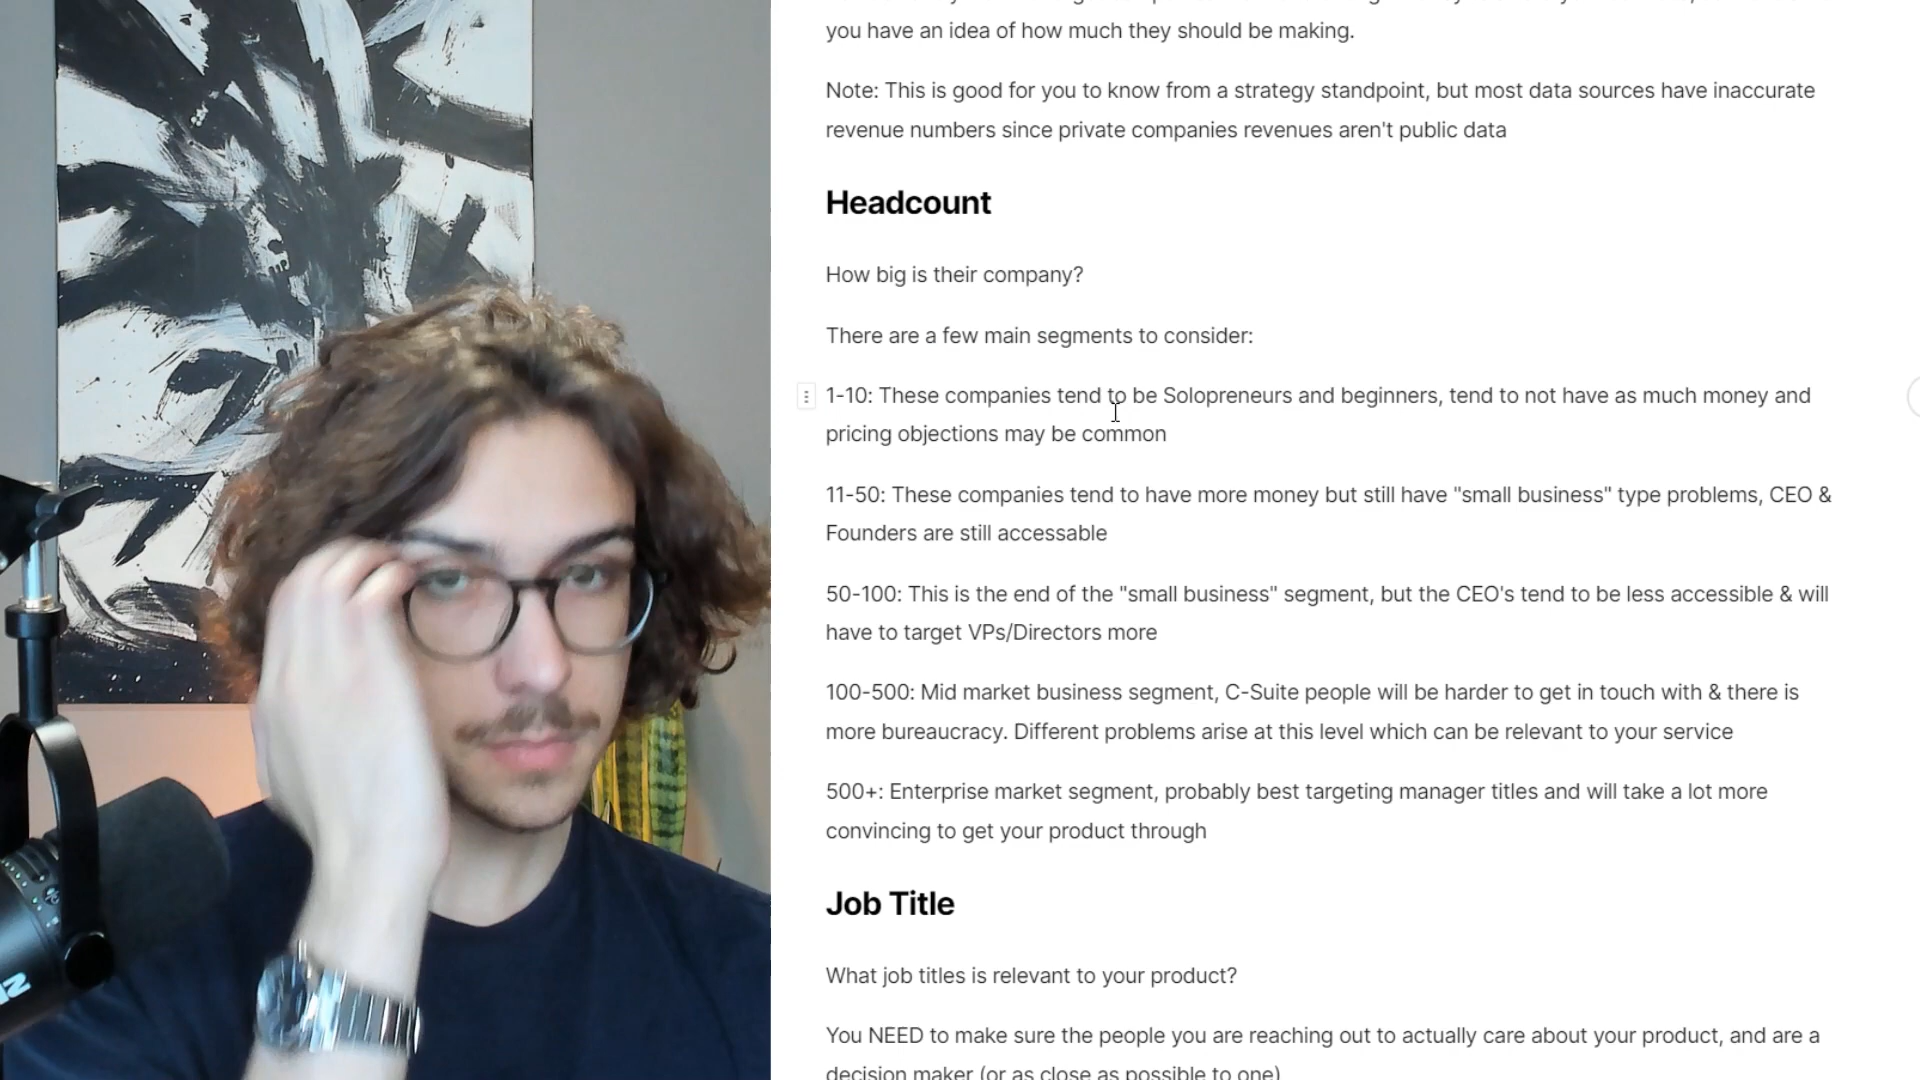 you have an idea of how much they should be making.
Note: This is good for you to know from a strategy standpoint, but most data sources have inaccurate
revenue numbers since private companies revenues aren't public data
Headcount
How big is their company?
There are a few main segments to consider:
1-10: These companies tend to be Solopreneurs and beginners, tend to not have as much money and
pricing objections may be common
11-50: These companies tend to have more money but still have "small business" type problems, CEO &
Founders are still accessable
50-100: This is the end of the "small business" segment, but the CEO's tend to be less accessible & will
have to target VPs/Directors more
100-500: Mid market business segment, C-Suite people will be harder to get in touch with & there is
more bureaucracy. Different problems arise at this level which can be relevant to your service
500+: Enterprise market segment, probably best targeting manager titles and will take a lot more
convincing to get your product through
Job Title
What job titles is relevant to your product?
You NEED to make sure the people you are reaching out to actually care about your product, and are a
decision maker (or as close as possible to one)